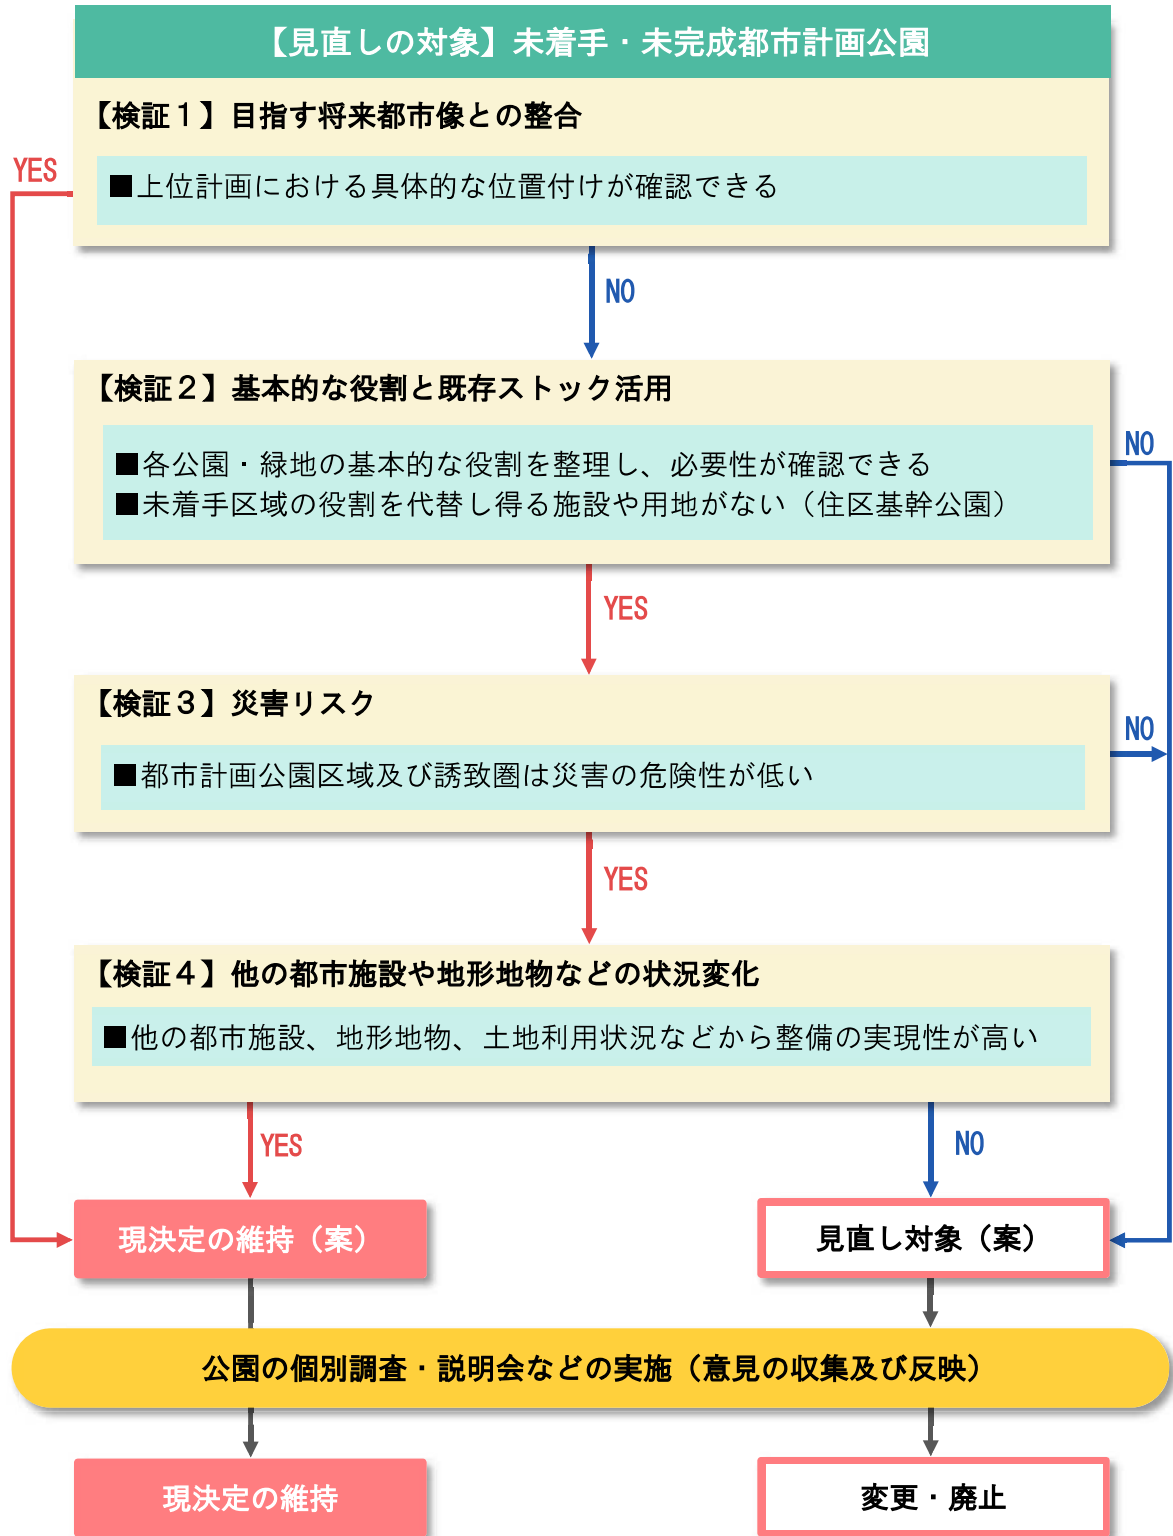 【見直しの対象】未着手・未完成都市計画公園
【検証１】目指す将来都市像との整合
YES
■上位計画における具体的な位置付けが確認できる
NO
【検証２】基本的な役割と既存ストック活用
NO
■各公園・緑地の基本的な役割を整理し、必要性が確認できる
■未着手区域の役割を代替し得る施設や用地がない（住区基幹公園）
YES
【検証３】災害リスク
NO
■都市計画公園区域及び誘致圏は災害の危険性が低い
YES
【検証４】他の都市施設や地形地物などの状況変化
■他の都市施設、地形地物、土地利用状況などから整備の実現性が高い
YES
NO
現決定の維持（案）
見直し対象（案）
公園の個別調査・説明会などの実施（意見の収集及び反映）
現決定の維持
変更・廃止